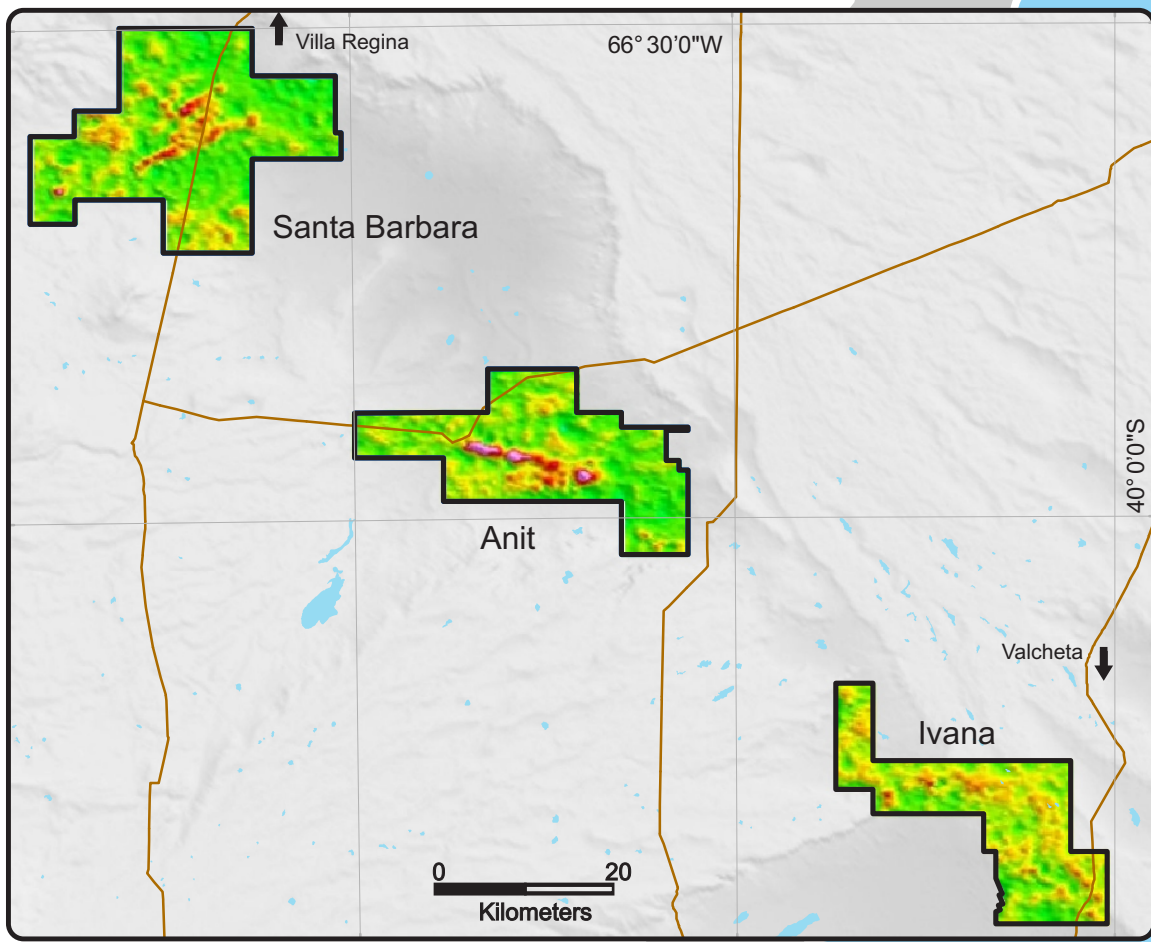 Villa Regina
66° 30'0"W
Santa Barbara
40° 0'0"S
Anit
Valcheta
Ivana
0 20
Kilometers